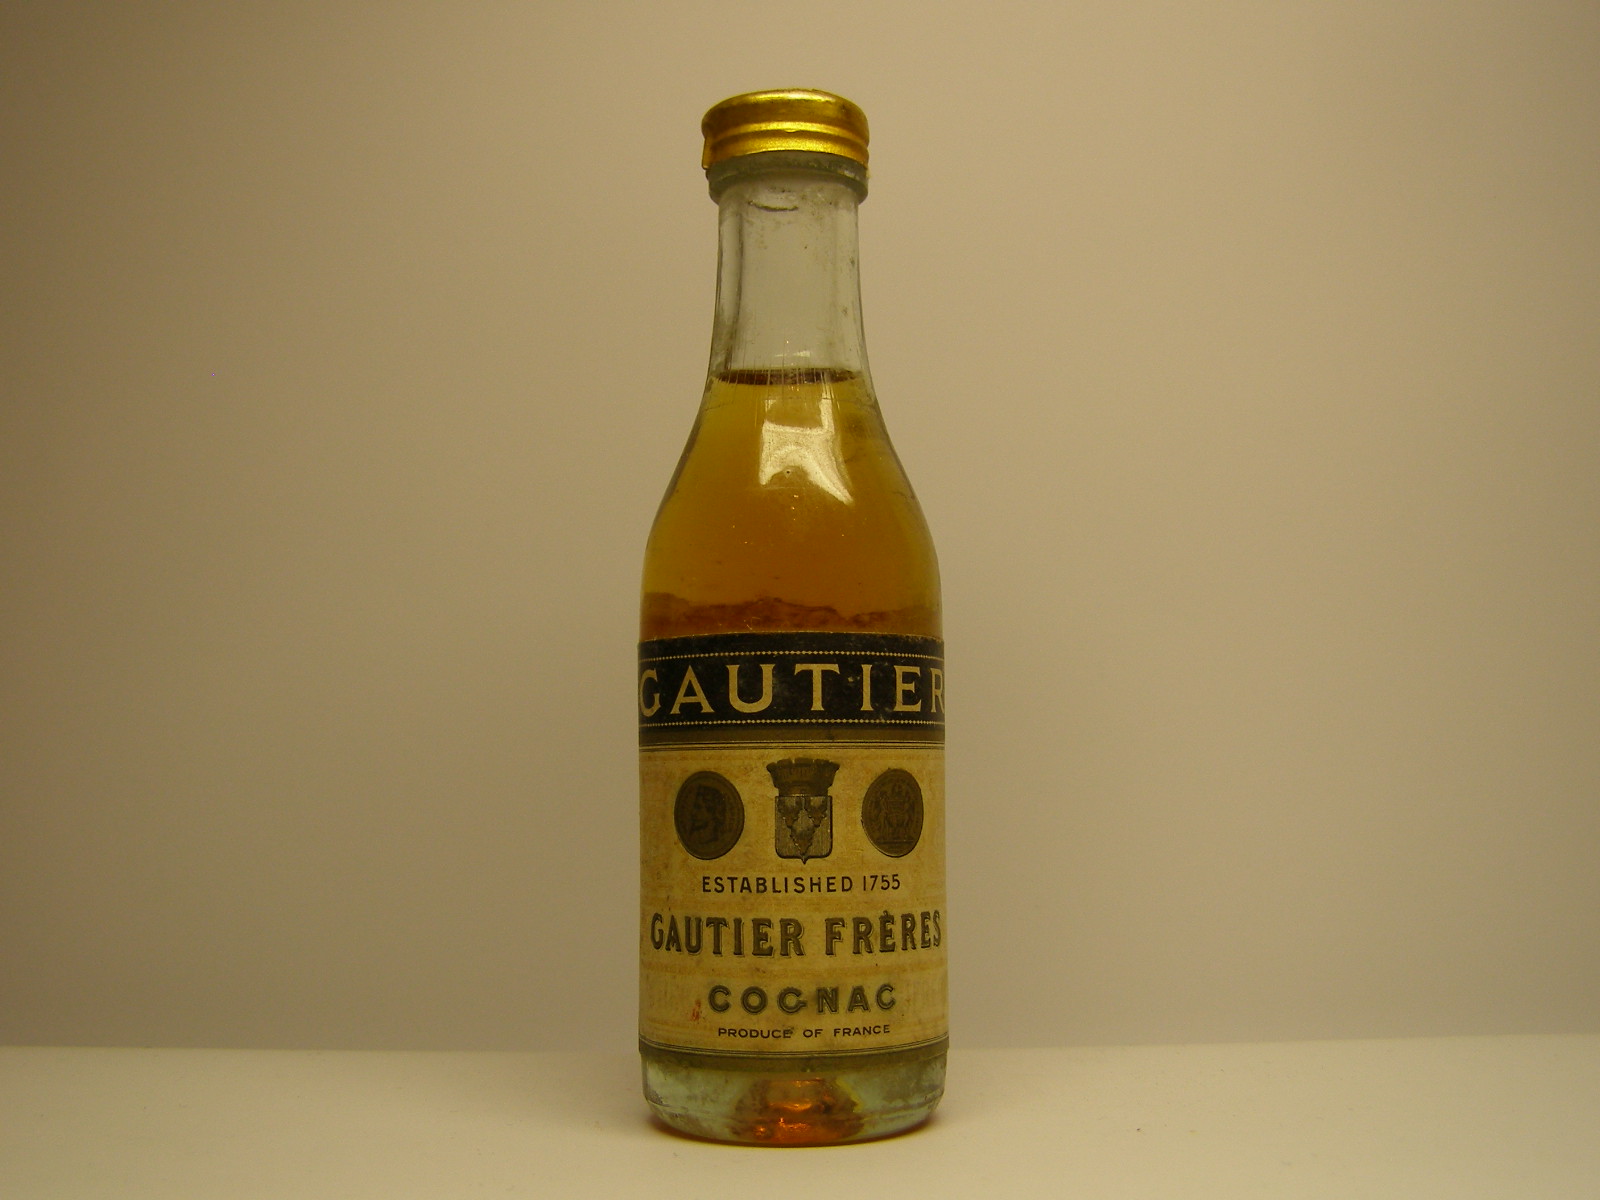 GAUTIER
ESTABLISHED 1755
GAUTIER FRÈRES
COGNAC
PRODUCE OF FRANCE